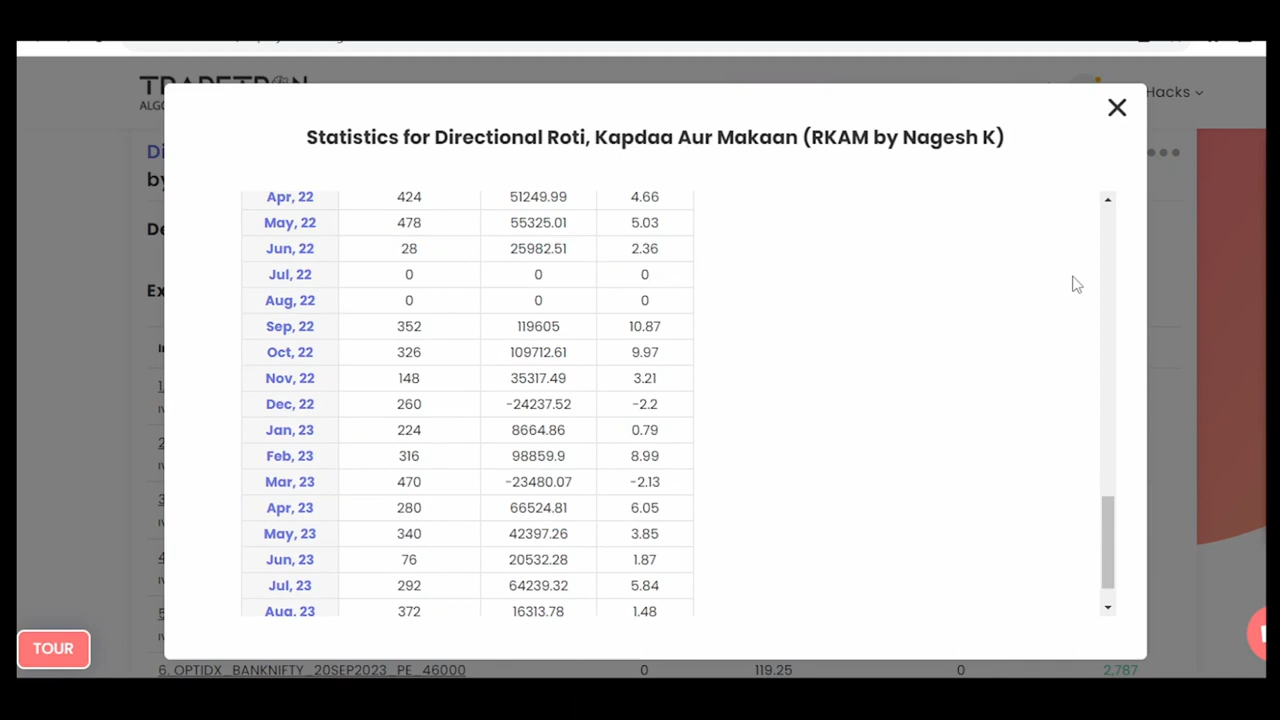 TRADETRON
ALGO
Hacks
Statistics for Directional Roti, Kapdaa Aur Makaan (RKAM by Nagesh K)
Di
by
De
Ex
Apr, 22 424 51249.99 4.66
May, 22 478 55325.01 5.03
Jun, 22 28 25982.51 2.36
Jul, 22 0 0 0
Aug, 22 0 0 0
Sep, 22 352 119605 10.87
Oct, 22 326 109712.61 9.97
Nov, 22 148 35317.49 3.21
Dec, 22 260 -24237.52 -2.2
Jan, 23 224 8664.86 0.79
Feb, 23 316 98859.9 8.99
Mar, 23 470 -23480.07 -2.13
Apr, 23 280 66524.81 6.05
May, 23 340 42397.26 3.85
Jun, 23 76 20532.28 1.87
Jul, 23 292 64239.32 5.84
Aug, 23 372 16313.78 1.48
TOUR
6. OPTIDX_BANKNIFTY_20SEP2023_PE_46000 0 119.25 0 2,787